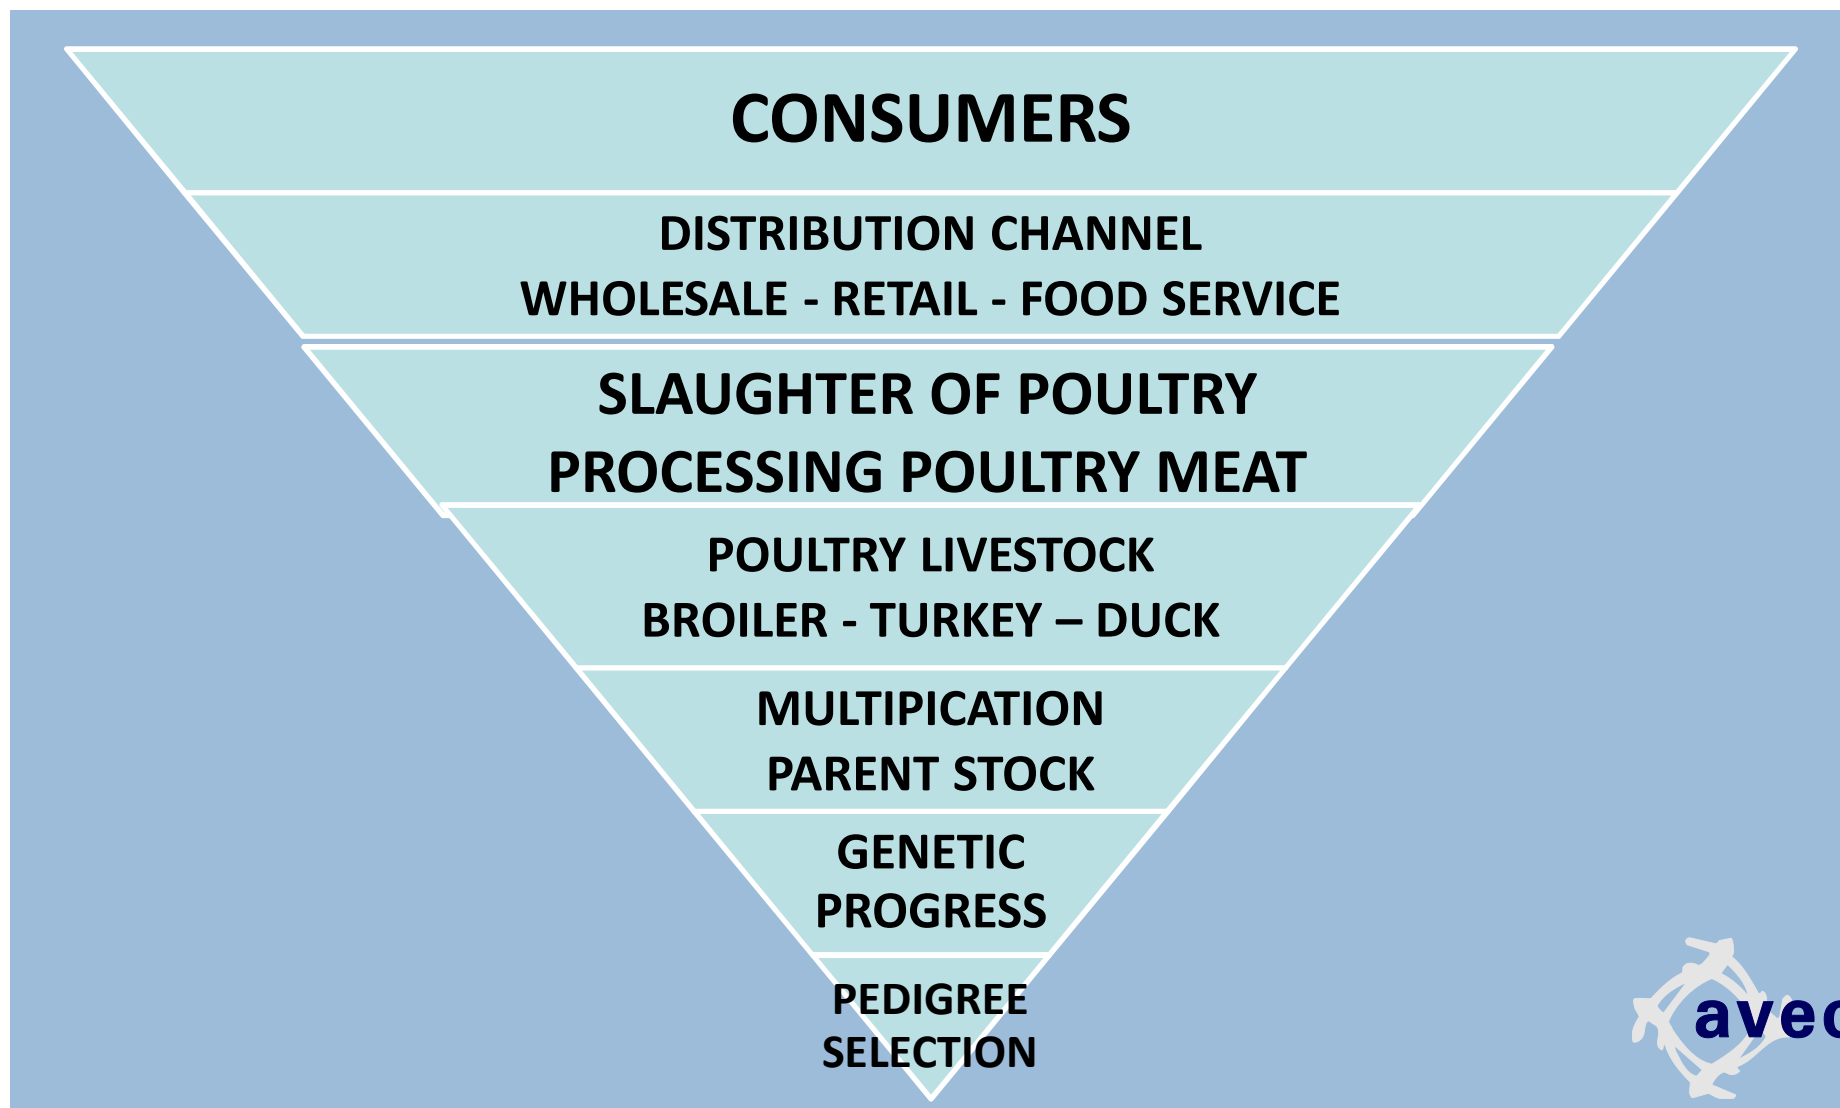 CONSUMERS
DISTRIBUTION CHANNEL
WHOLESALE - RETAIL - FOOD SERVICE
SLAUGHTER OF POULTRY
PROCESSING POULTRY MEAT
POULTRY LIVESTOCK
BROILER - TURKEY – DUCK
MULTIPICATION
PARENT STOCK
GENETIC
PROGRESS
PEDIGREE
SELECTION
avec